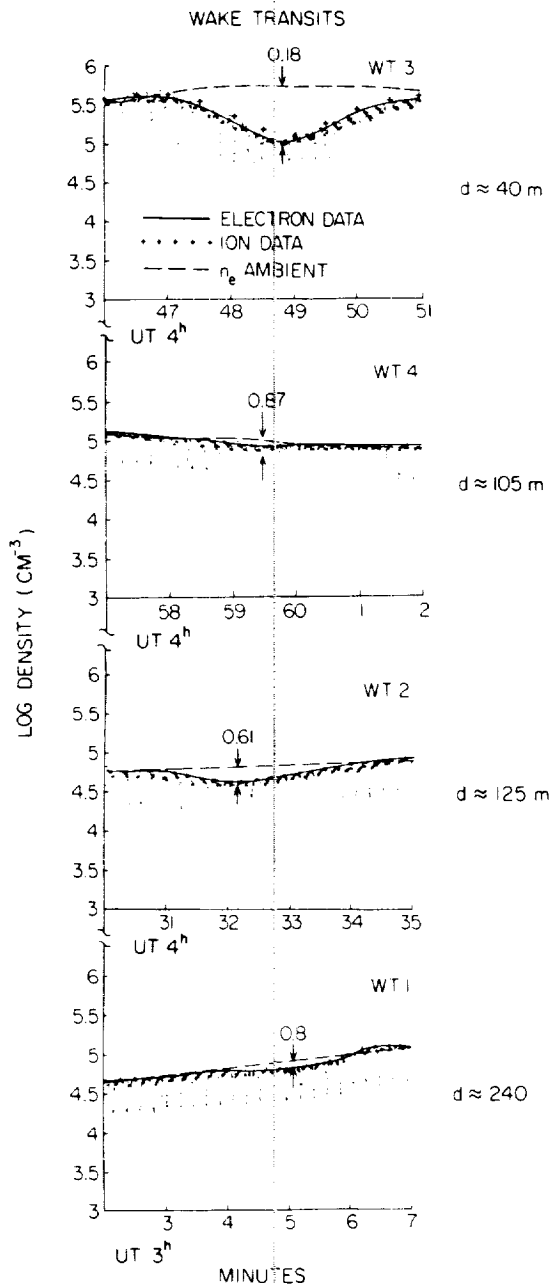 WAKE TRANSITS
0.18
WT 3
6
5.5
5
4.5
4
3.5
3
d ≈ 40 m
ELECTRON DATA
ION DATA
nₑ AMBIENT
47 48 49 50 51
UT 4ʰ
WT 4
0.87
6
5.5
5
4.5
4
3.5
3
d ≈ 105 m
58 59 60 1 2
UT 4ʰ
LOG DENSITY (CM⁻³)
WT 2
0.61
6
5.5
5
4.5
4
3.5
3
d ≈ 125 m
31 32 33 34 35
UT 4ʰ
WT 1
0.8
6
5.5
5
4.5
4
3.5
3
d ≈ 240
3 4 5 6 7
UT 3ʰ
MINUTES